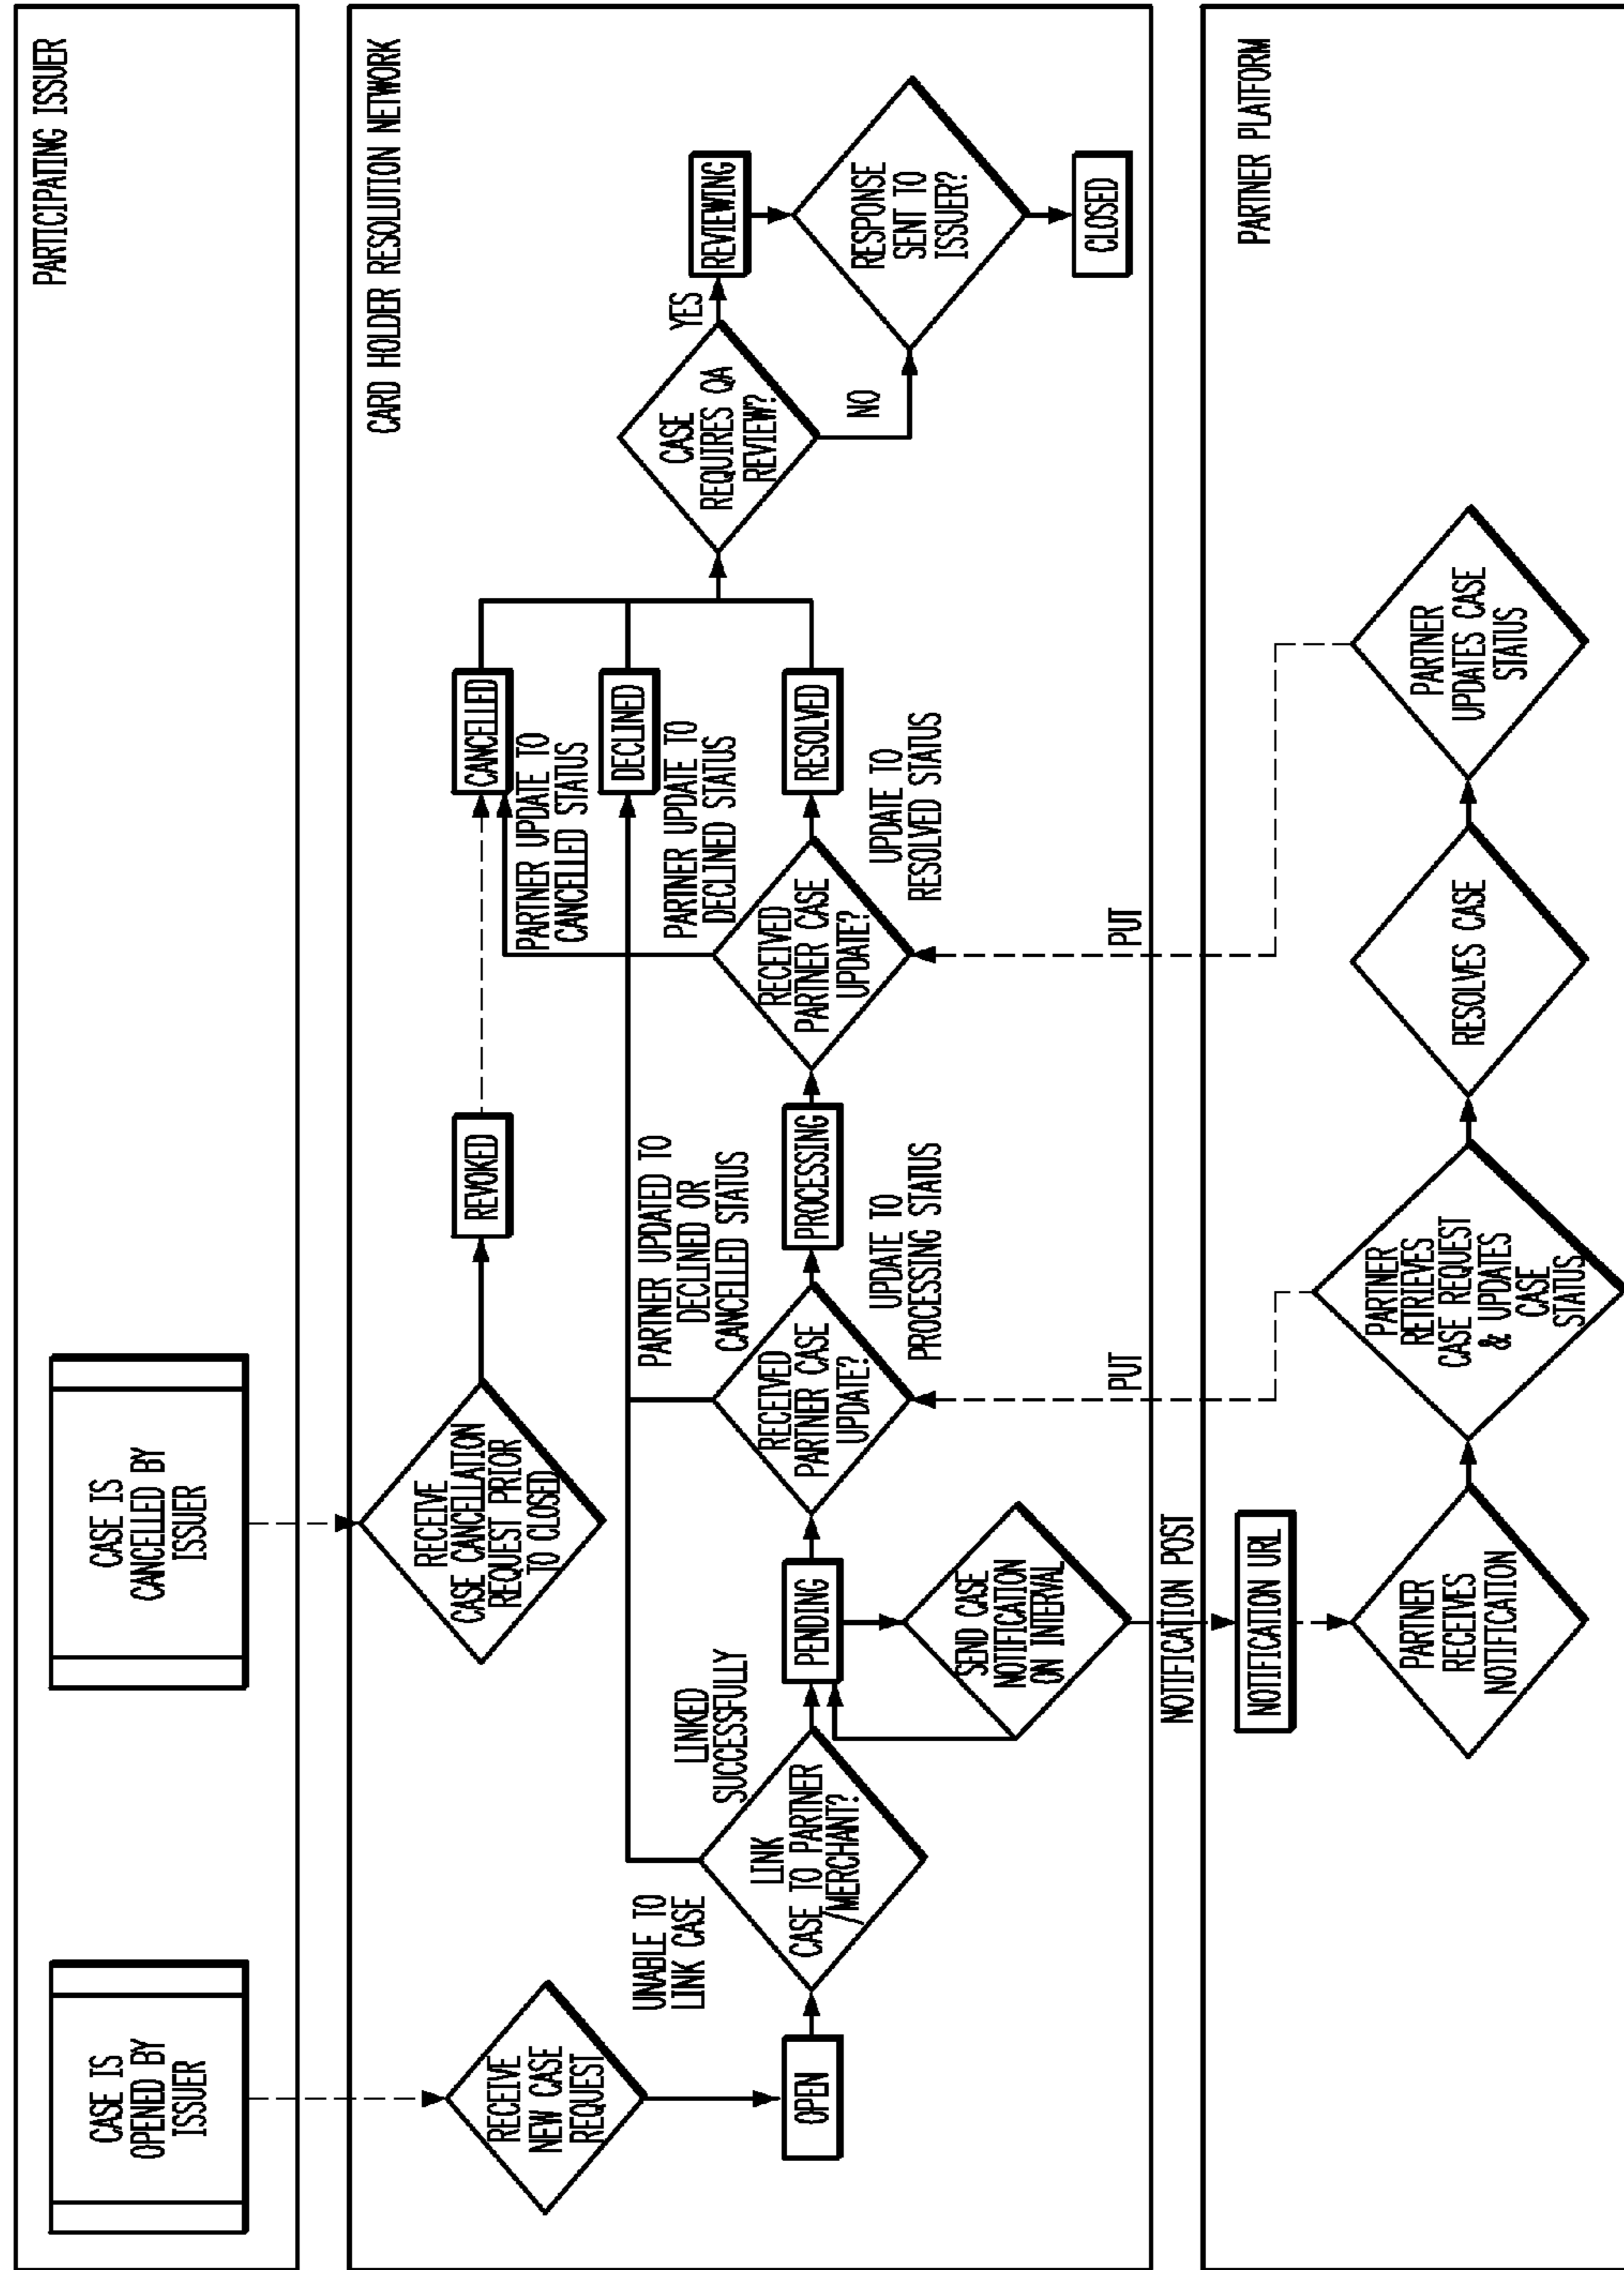 PARTICIPATING ISSUER
CASE IS
OPENED BY
ISSUER
CASE IS
CANCELLED BY
ISSUER
CARD HOLDER RESOLUTION NETWORK
RECEIVE
NEW CASE
REQUEST
RECEIVE
CASE CANCELLATION
REQUEST PRIOR
TO CLOSED
REVOKED
CANCELLED
PARTNER UPDATE TO
CANCELLED STATUS
DECLINED
PARTNER UPDATE TO
DECLINED STATUS
UNABLE TO
LINK CASE
OPEN
LINK
CASE TO PARTNER
/MERCHANT?
LINKED
SUCCESSFULLY
PENDING
SEND CASE
NOTIFICATION
ON INTERVAL
RECEIVED
PARTNER CASE
UPDATE?
PARTNER UPDATED TO
DECLINED OR
CANCELLED STATUS
UPDATE TO
PROCESSING STATUS
PROCESSING
RECEIVED
PARTNER CASE
UPDATE?
UPDATE TO
RESOLVED STATUS
RESOLVED
CASE
REQUIRES QA
REVIEW?
YES
NO
REVIEWING
RESPONSE
SENT TO
ISSUER?
CLOSED
NOTIFICATION POST
PUT
PUT
PARTNER PLATFORM
NOTIFICATION URL
PARTNER
RECEIVES
NOTIFICATION
PARTNER
RETRIEVES
CASE REQUEST
& UPDATES
CASE
STATUS
RESOLVES CASE
PARTNER
UPDATES CASE
STATUS